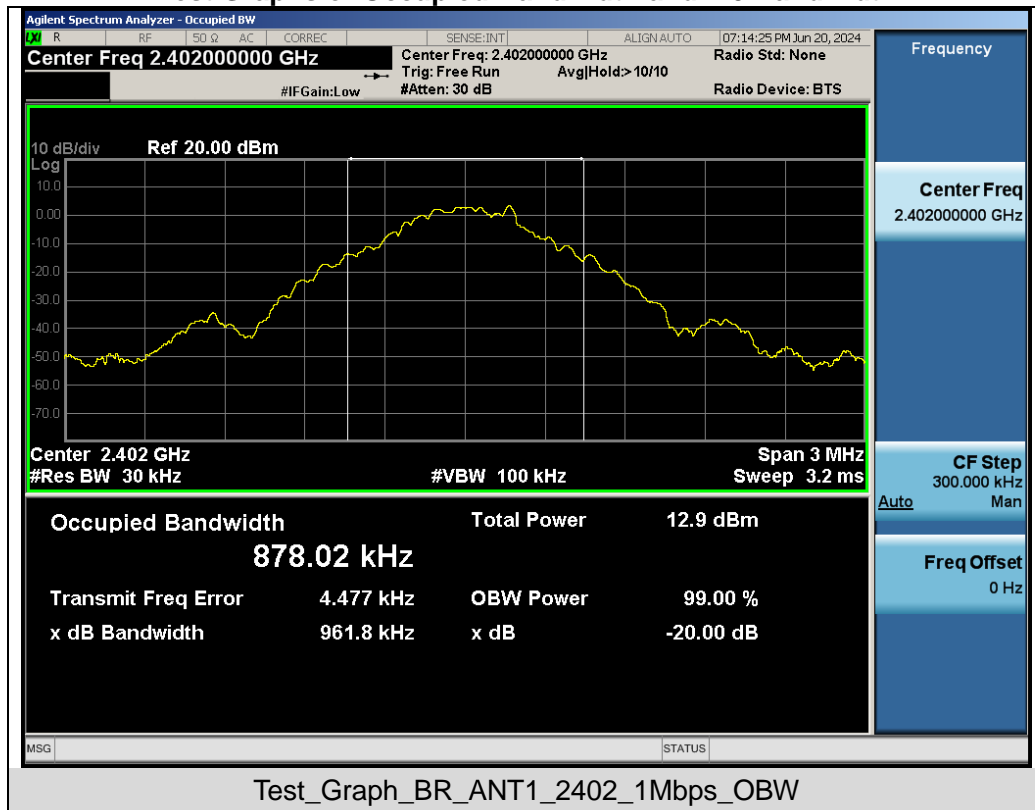 Agilent Spectrum Analyzer - Occupied BW
LXI R RF 50 Ω AC CORREC SENSE:INT ALIGN AUTO 07:14:25 PM Jun 20, 2024
Center Freq 2.402000000 GHz
Center Freq: 2.402000000 GHz Radio Std: None
Trig: Free Run Avg|Hold:> 10/10
#IFGain:Low #Atten: 30 dB Radio Device: BTS
Frequency
10 dB/div Ref 20.00 dBm
Log
10.0
0.00
-10.0
-20.0
-30.0
-40.0
-50.0
-60.0
-70.0
Center 2.402 GHz Span 3 MHz
#Res BW 30 kHz #VBW 100 kHz Sweep 3.2 ms
Center Freq
2.402000000 GHz
CF Step
300.000 kHz
Auto Man
Freq Offset
0 Hz
Occupied Bandwidth Total Power 12.9 dBm
878.02 kHz
Transmit Freq Error 4.477 kHz OBW Power 99.00 %
x dB Bandwidth 961.8 kHz x dB -20.00 dB
MSG STATUS
Test_Graph_BR_ANT1_2402_1Mbps_OBW